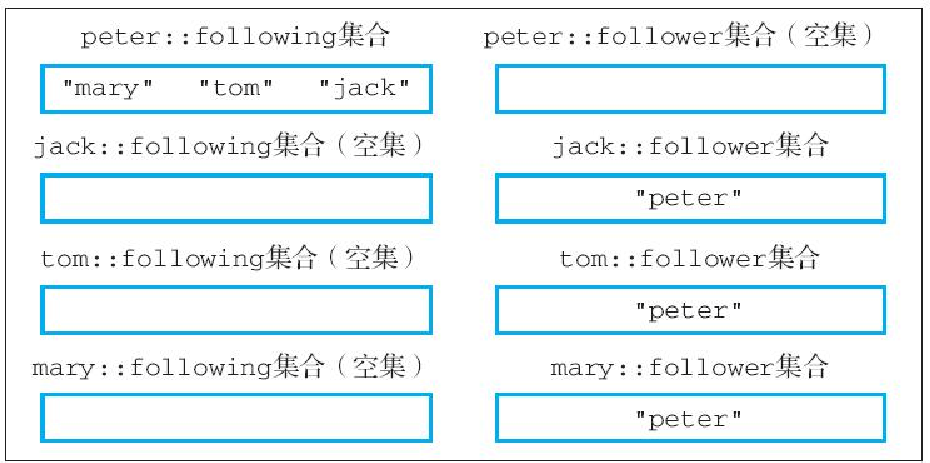 peter::following集合 peter::follower集合（空集）
"mary" "tom" "jack"
jack::following集合（空集） jack::follower集合
"peter"
tom::following集合（空集） tom::follower集合
"peter"
mary::following集合（空集） mary::follower集合
"peter"